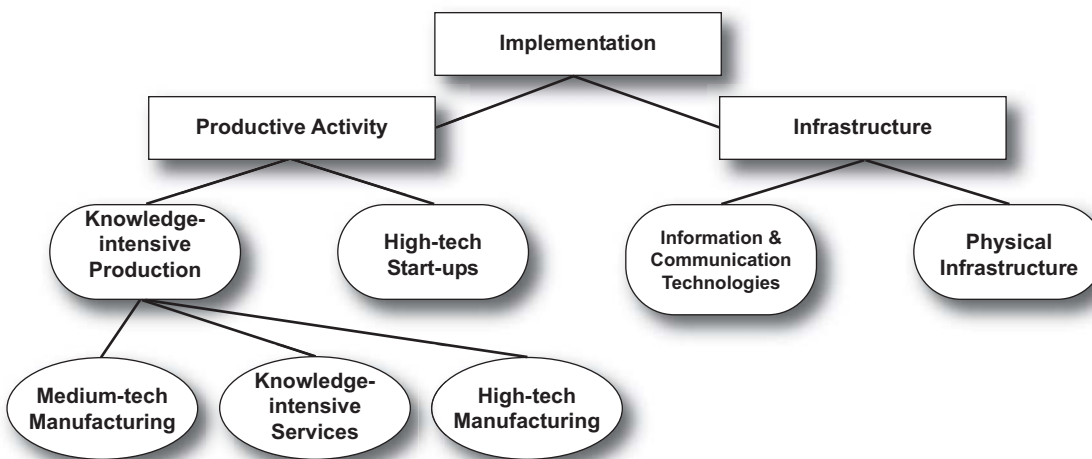 Implementation
Productive Activity
Infrastructure
Knowledge-
intensive
Production
High-tech
Start-ups
Information &
Communication
Technologies
Physical
Infrastructure
Medium-tech
Manufacturing
Knowledge-
intensive
Services
High-tech
Manufacturing